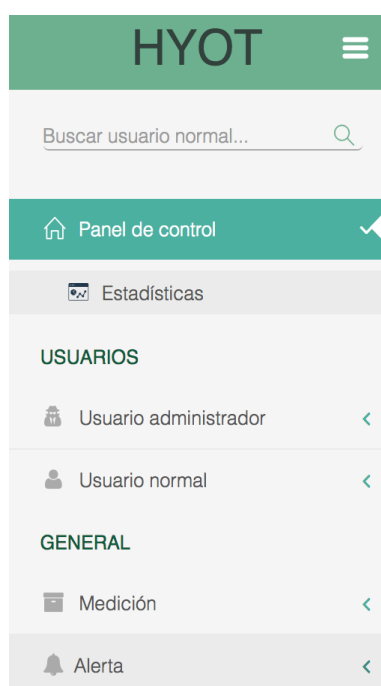 HYOT
Buscar usuario normal...
Panel de control
Estadísticas
USUARIOS
Usuario administrador
Usuario normal
GENERAL
Medición
Alerta